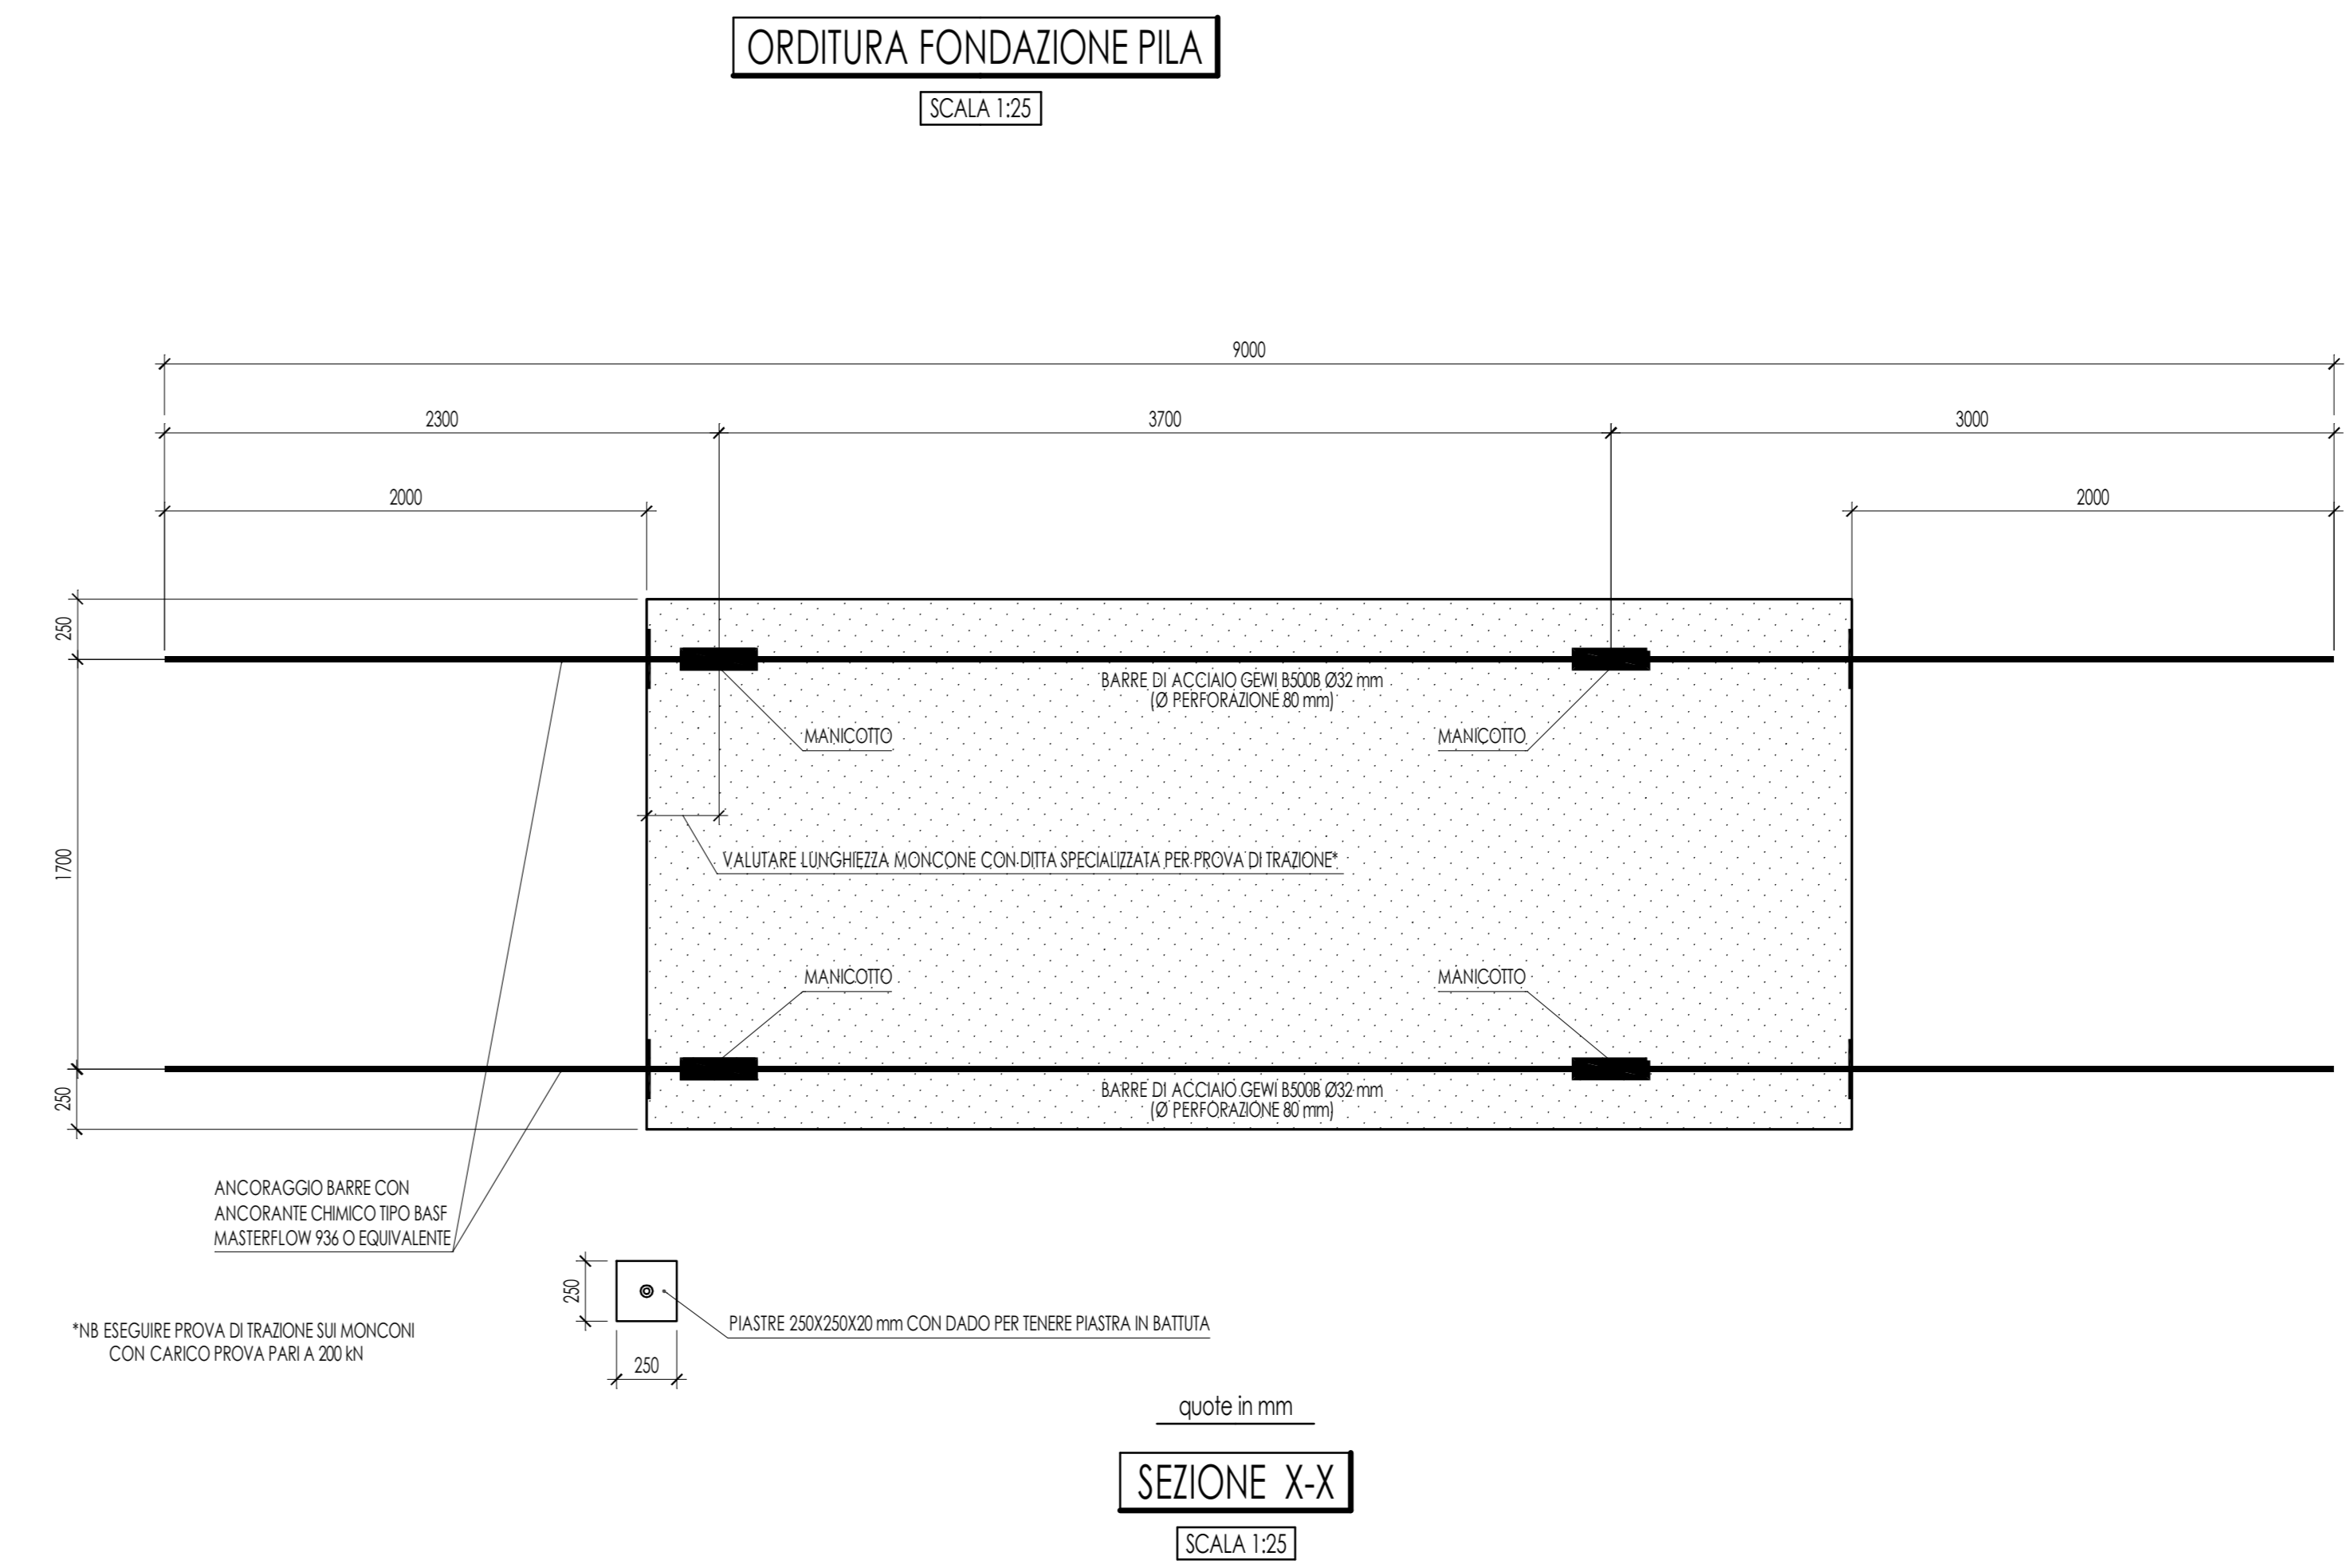 ORDITURA FONDAZIONE PILA
SCALA 1:25
9000
2300
3700
3000
2000
2000
250
BARRE DI ACCIAIO GEWI B500B Ø32 mm
(Ø PERFORAZIONE 80 mm)
MANICOTTO
MANICOTTO
1700
VALUTARE LUNGHEZZA MONCONE CON DITTA SPECIALIZZATA PER PROVA DI TRAZIONE*
MANICOTTO
MANICOTTO
250
BARRE DI ACCIAIO GEWI B500B Ø32 mm
(Ø PERFORAZIONE 80 mm)
ANCORAGGIO BARRE CON
ANCORANTE CHIMICO TIPO BASF
MASTERFLOW 936 O EQUIVALENTE
250
PIASTRE 250X250X20 mm CON DADO PER TENERE PIASTRA IN BATTUTA
*NB ESEGUIRE PROVA DI TRAZIONE SUI MONCONI
CON CARICO PROVA PARI A 200 kN
250
quote in mm
SEZIONE X-X
SCALA 1:25